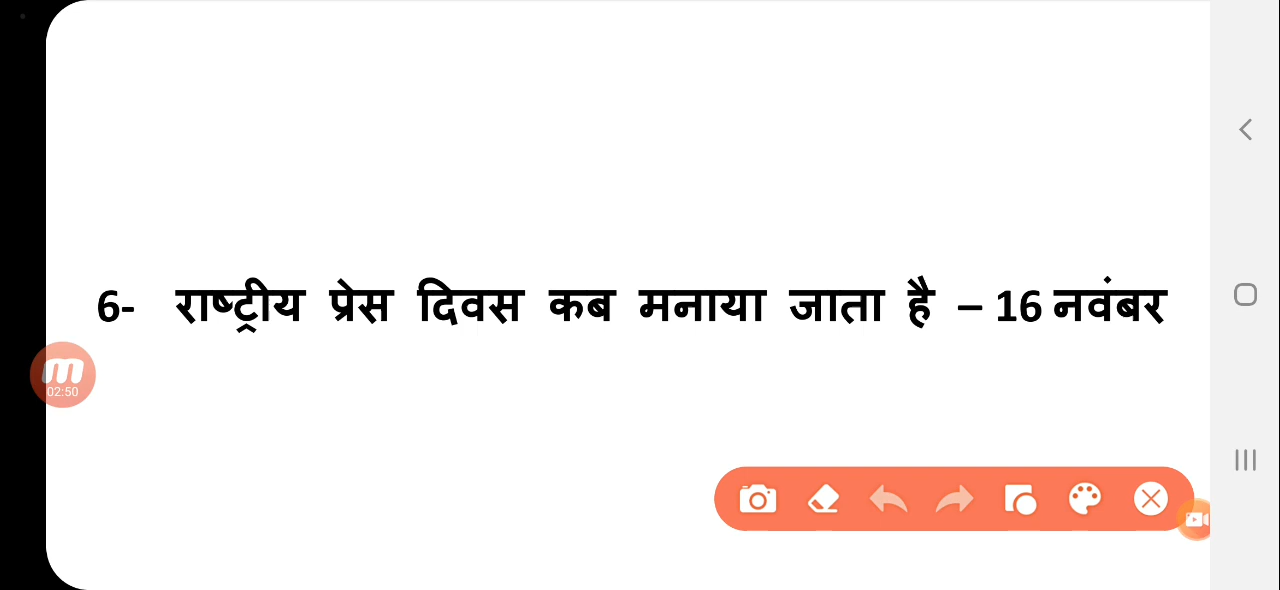 6- राष्ट्रीय प्रेस दिवस कब मनाया जाता है – 16 नवंबर
m
02:50